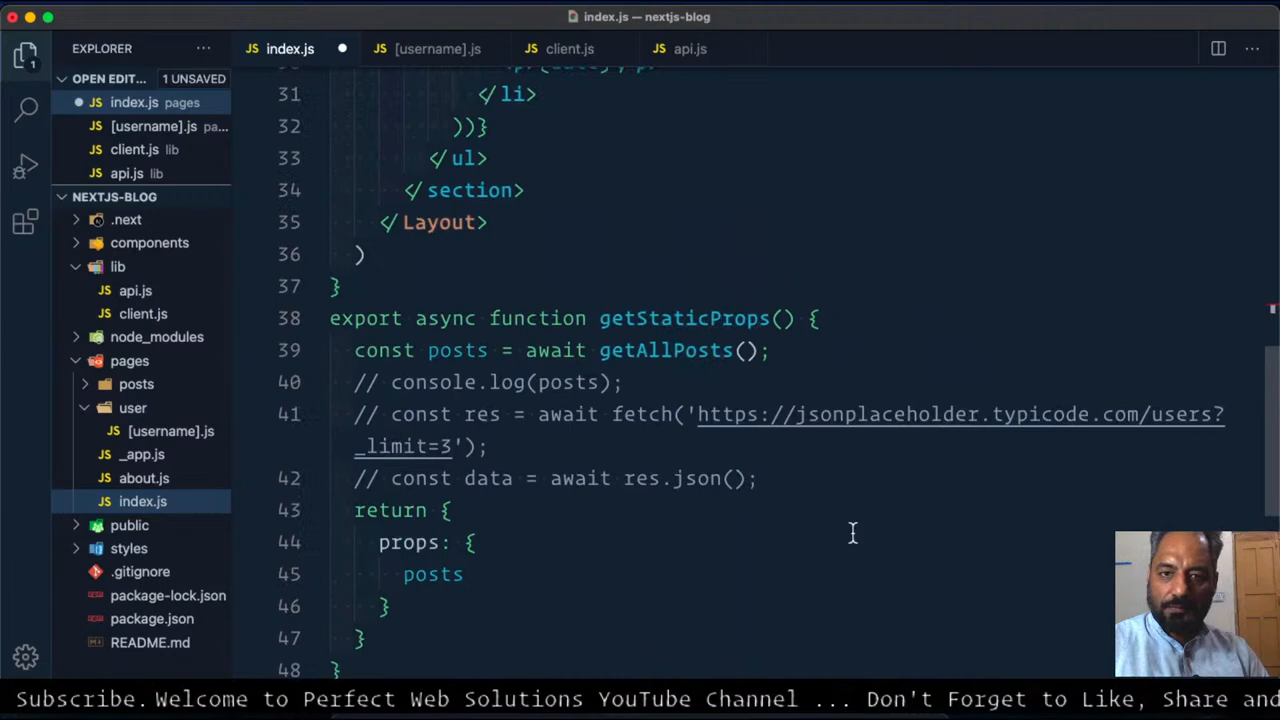 index.js — nextjs-blog
EXPLORER
index.js
[username].js
client.js
api.js
OPEN EDIT... 1 UNSAVED
index.js pages
[username].js pa...
client.js lib
api.js lib
NEXTJS-BLOG
.next
components
lib
api.js
client.js
node_modules
pages
posts
user
[username].js
_app.js
about.js
index.js
public
styles
.gitignore
package-lock.json
package.json
README.md
31 </li>
32 ))}
33 </ul>
34 </section>
35 </Layout>
36 )
37 }
38 export async function getStaticProps() {
39 const posts = await getAllPosts();
40 // console.log(posts);
41 // const res = await fetch('https://jsonplaceholder.typicode.com/users?
_limit=3');
42 // const data = await res.json();
43 return {
44 props: {
45 posts
46 }
47 }
48 }
Subscribe. Welcome to Perfect Web Solutions YouTube Channel ... Don't Forget to Like, Share and